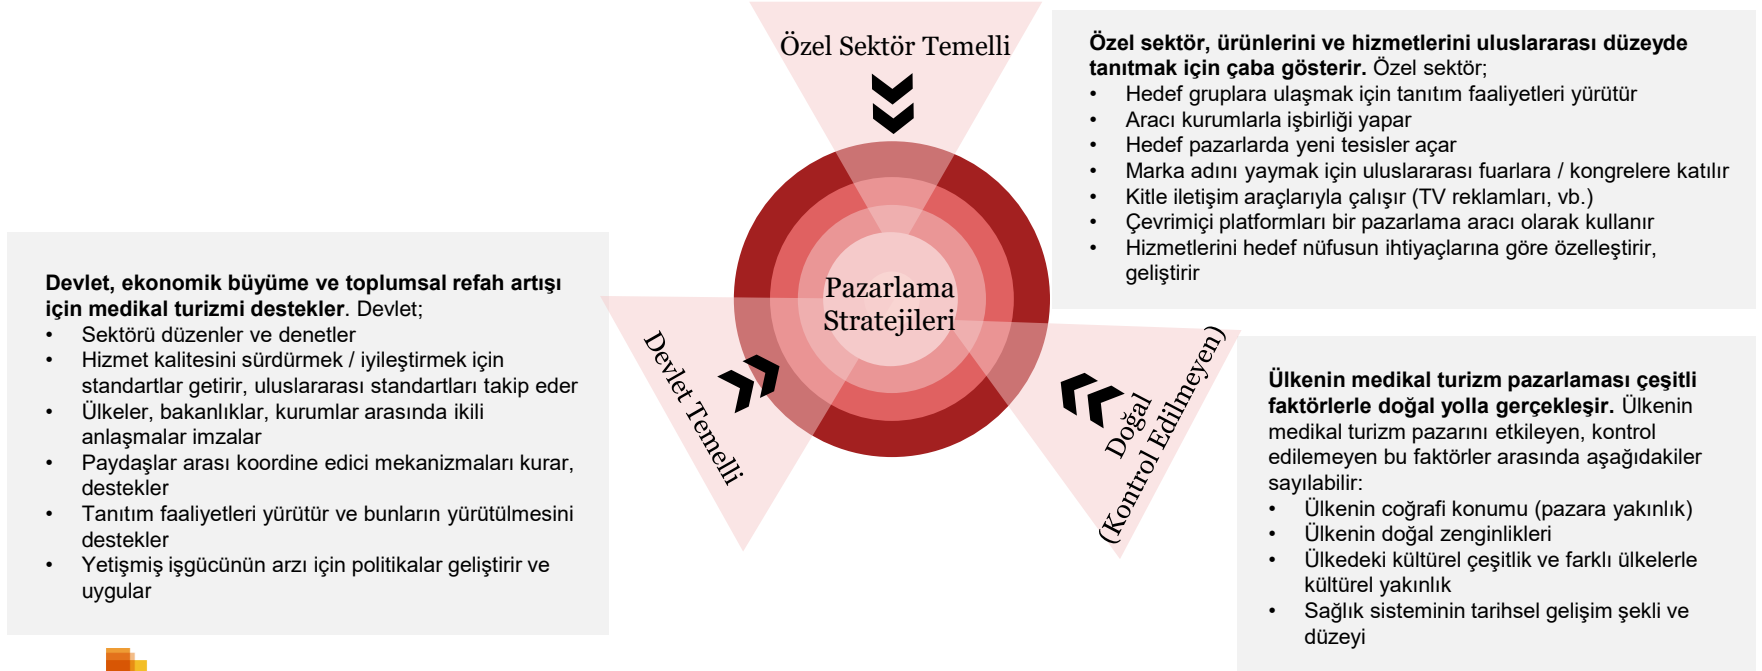 Özel Sektör Temelli
Özel sektör, ürünlerini ve hizmetlerini uluslararası düzeyde
tanıtmak için çaba gösterir. Özel sektör;
• Hedef gruplara ulaşmak için tanıtım faaliyetleri yürütür
• Aracı kurumlarla işbirliği yapar
• Hedef pazarlarda yeni tesisler açar
• Marka adını yaymak için uluslararası fuarlara / kongrelere katılır
• Kitle iletişim araçlarıyla çalışır (TV reklamları, vb.)
• Çevrimiçi platformları bir pazarlama aracı olarak kullanır
• Hizmetlerini hedef nüfusun ihtiyaçlarına göre özelleştirir,
geliştirir
Devlet, ekonomik büyüme ve toplumsal refah artışı
için medikal turizmi destekler. Devlet;
• Sektörü düzenler ve denetler
• Hizmet kalitesini sürdürmek / iyileştirmek için
standartlar getirir, uluslararası standartları takip eder
• Ülkeler, bakanlıklar, kurumlar arasında ikili
anlaşmalar imzalar
• Paydaşlar arası koordine edici mekanizmaları kurar,
destekler
• Tanıtım faaliyetleri yürütür ve bunların yürütülmesini
destekler
• Yetişmiş işgücünün arzı için politikalar geliştirir ve
uygular
Pazarlama
Stratejileri
Devlet Temelli
Doğal
(Kontrol Edilmeyen)
Ülkenin medikal turizm pazarlaması çeşitli
faktörlerle doğal yolla gerçekleşir. Ülkenin
medikal turizm pazarını etkileyen, kontrol
edilemeyen bu faktörler arasında aşağıdakiler
sayılabilir:
• Ülkenin coğrafi konumu (pazara yakınlık)
• Ülkenin doğal zenginlikleri
• Ülkedeki kültürel çeşitlik ve farklı ülkelerle
kültürel yakınlık
• Sağlık sisteminin tarihsel gelişim şekli ve
düzeyi